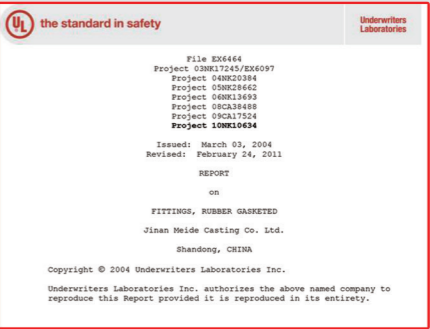 UL the standard in safety
Underwriters
Laboratories
File EX6464
Project 03NK17245/EX6097
Project 04NK20384
Project 05NK28662
Project 06NK13693
Project 08CA38488
Project 09CA17524
Project 10NK10634
Issued: March 03, 2004
Revised: February 24, 2011
REPORT
on
FITTINGS, RUBBER GASKETED
Jinan Meide Casting Co. Ltd.
Shandong, CHINA
Copyright © 2004 Underwriters Laboratories Inc.
Underwriters Laboratories Inc. authorizes the above named company to
reproduce this Report provided it is reproduced in its entirety.